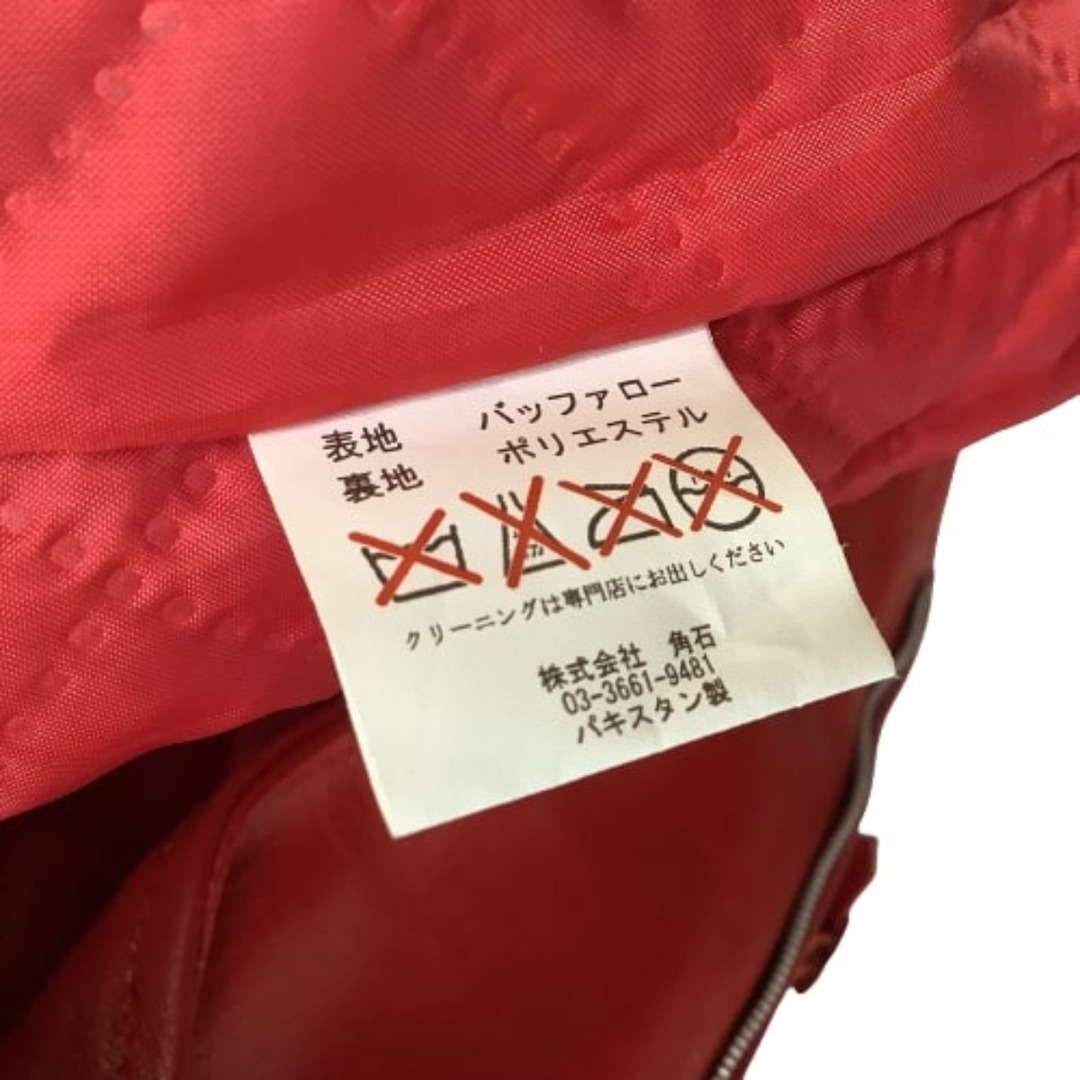 表地 バッファロー
裏地 ポリエステル
クリーニングは専門店にお出しください
株式会社 角石
03-3661-9481
パキスタン製